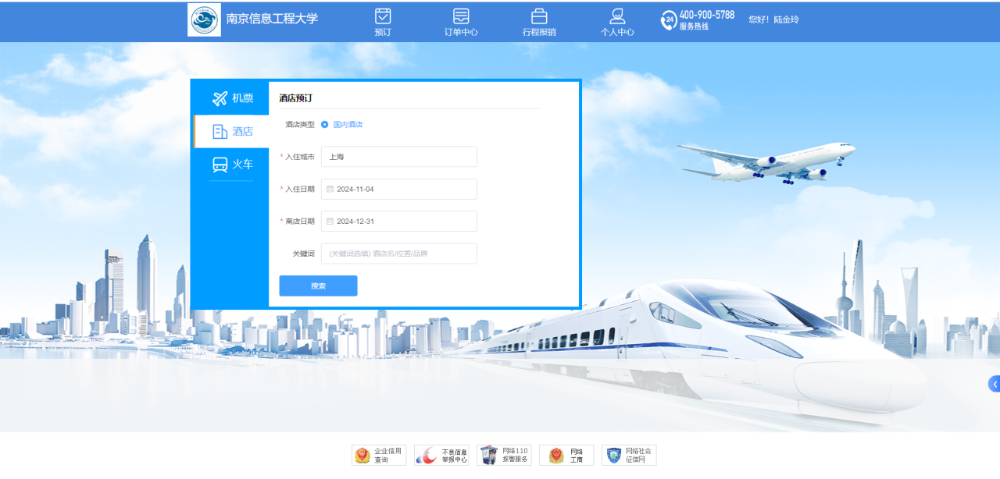 南京信息工程大学
预订
订单中心
行程报销
个人中心
24
400-900-5788
服务热线
您好！陆金玲
机票
酒店
火车
酒店预订
酒店类型 国内酒店
* 入住城市 上海
* 入住日期 2024-11-04
* 离店日期 2024-12-31
关键词 (关键词选填) 酒店名/位置/品牌
搜索
企业信用
查询
不良信息
举报中心
网络110
报警服务
网络
工商
网络社会
征信网